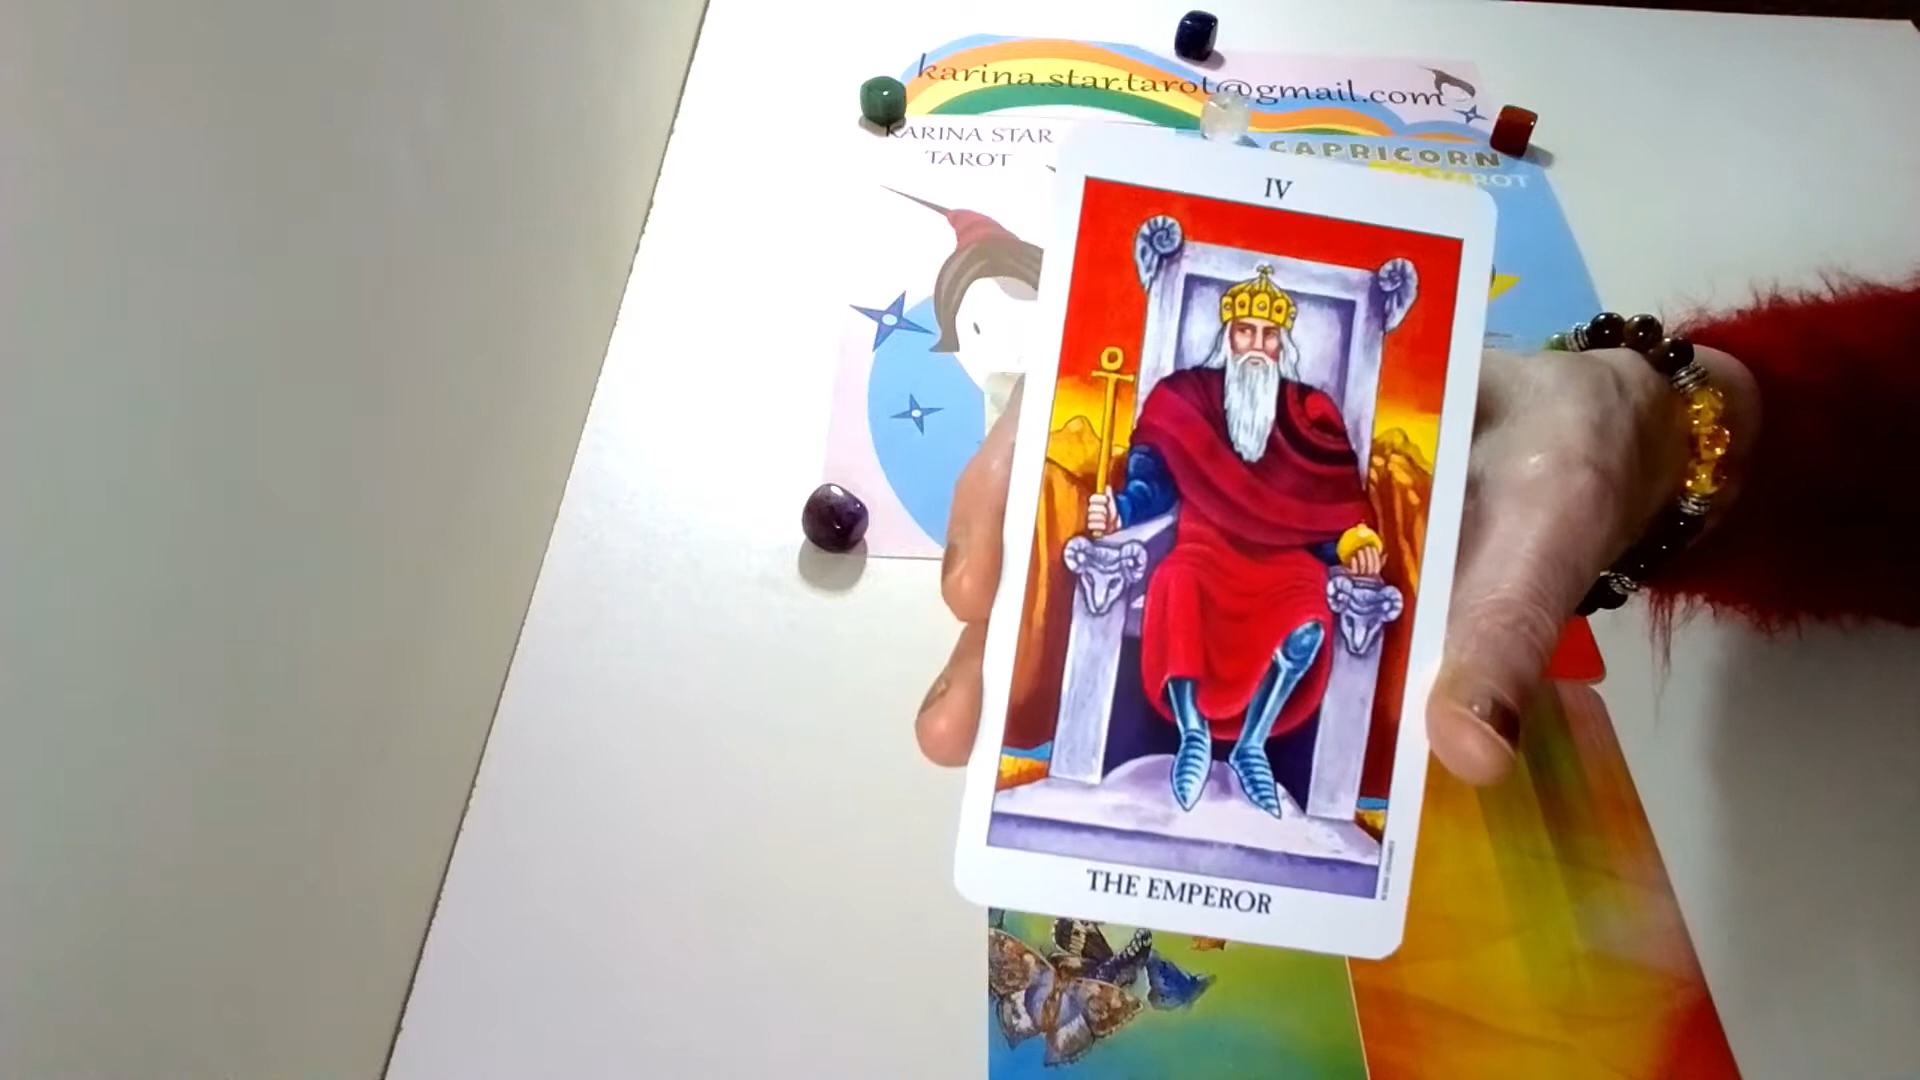 karina.star.tarot@gmail.com
KARINA STAR
TAROT
CAPRICORN
IV
THE EMPEROR